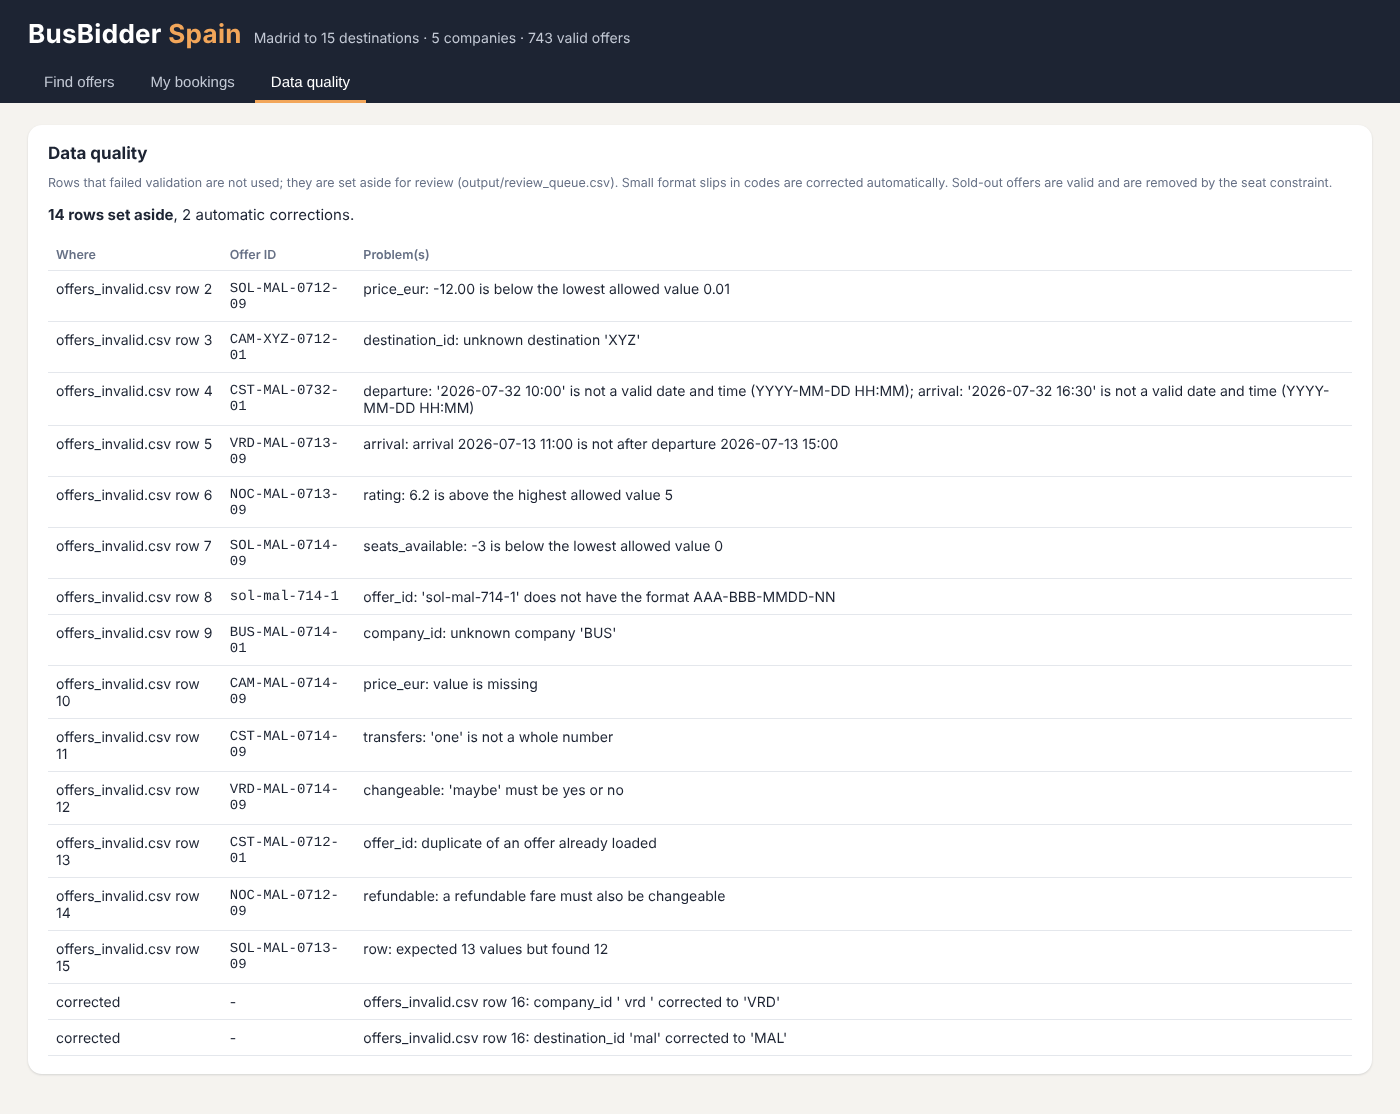 BusBidder Spain Madrid to 15 destinations · 5 companies · 743 valid offers
Find offers My bookings Data quality
Data quality
Rows that failed validation are not used; they are set aside for review (output/review_queue.csv). Small format slips in codes are corrected automatically. Sold-out offers are valid and are removed by the seat constraint.
14 rows set aside, 2 automatic corrections.
Where Offer ID Problem(s)
offers_invalid.csv row 2 SOL-MAL-0712- price_eur: -12.00 is below the lowest allowed value 0.01
09
offers_invalid.csv row 3 CAM-XYZ-0712- destination_id: unknown destination 'XYZ'
01
offers_invalid.csv row 4 CST-MAL-0732- departure: '2026-07-32 10:00' is not a valid date and time (YYYY-MM-DD HH:MM); arrival: '2026-07-32 16:30' is not a valid date and time (YYYY-
01 MM-DD HH:MM)
offers_invalid.csv row 5 VRD-MAL-0713- arrival: arrival 2026-07-13 11:00 is not after departure 2026-07-13 15:00
09
offers_invalid.csv row 6 NOC-MAL-0713- rating: 6.2 is above the highest allowed value 5
09
offers_invalid.csv row 7 SOL-MAL-0714- seats_available: -3 is below the lowest allowed value 0
09
offers_invalid.csv row 8 sol-mal-714-1 offer_id: 'sol-mal-714-1' does not have the format AAA-BBB-MMDD-NN
offers_invalid.csv row 9 BUS-MAL-0714- company_id: unknown company 'BUS'
01
offers_invalid.csv row CAM-MAL-0714- price_eur: value is missing
10 09
offers_invalid.csv row CST-MAL-0714- transfers: 'one' is not a whole number
11 09
offers_invalid.csv row VRD-MAL-0714- changeable: 'maybe' must be yes or no
12 09
offers_invalid.csv row CST-MAL-0712- offer_id: duplicate of an offer already loaded
13 01
offers_invalid.csv row NOC-MAL-0712- refundable: a refundable fare must also be changeable
14 09
offers_invalid.csv row SOL-MAL-0713- row: expected 13 values but found 12
15 09
corrected - offers_invalid.csv row 16: company_id ' vrd ' corrected to 'VRD'
corrected - offers_invalid.csv row 16: destination_id 'mal' corrected to 'MAL'